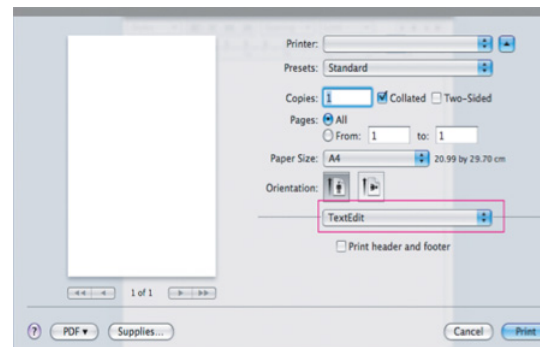 Printer:
Presets: Standard
Copies: 1 Collated Two-Sided
Pages: All
From: 1 to: 1
Paper Size: A4 20.99 by 29.70 cm
Orientation:
TextEdit
Print header and footer
1 of 1
? PDF Supplies... Cancel Print